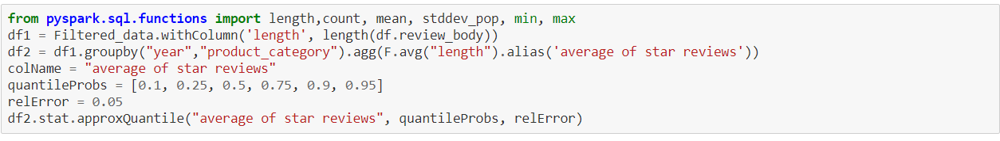 from pyspark.sql.functions import length,count, mean, stddev_pop, min, max
df1 = Filtered_data.withColumn('length', length(df.review_body))
df2 = df1.groupby("year","product_category").agg(F.avg("length").alias('average of star reviews'))
colName = "average of star reviews"
quantileProbs = [0.1, 0.25, 0.5, 0.75, 0.9, 0.95]
relError = 0.05
df2.stat.approxQuantile("average of star reviews", quantileProbs, relError)